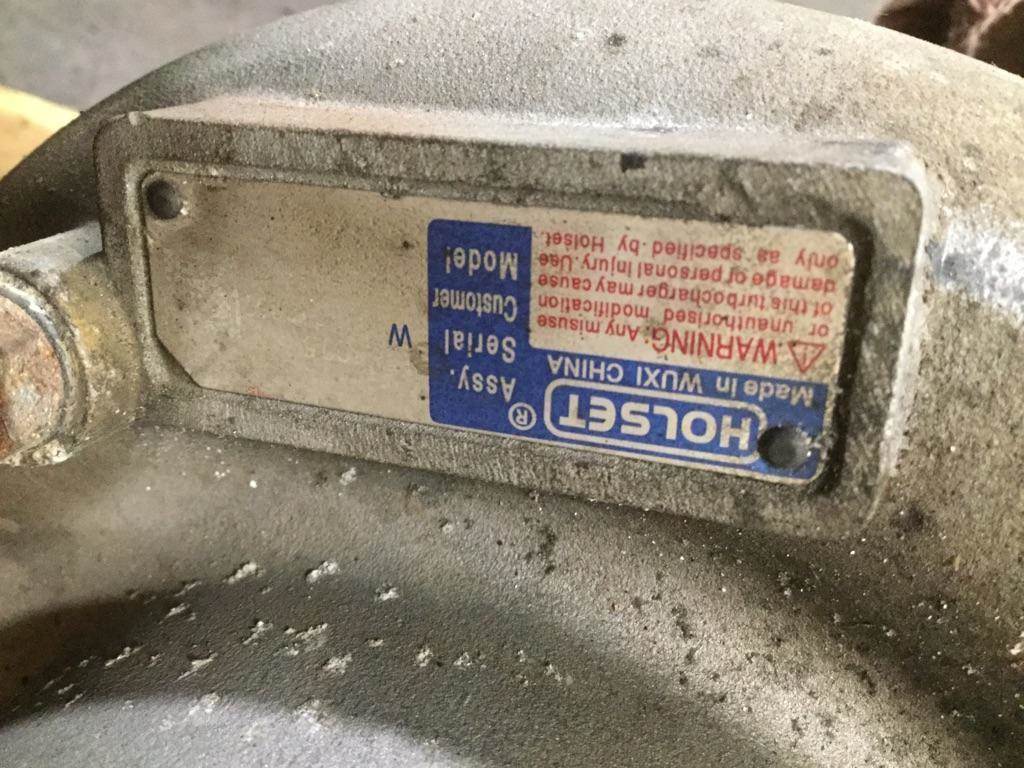 HOLSET ®
Made in WUXI CHINA
⚠ WARNING. Any misuse
or unauthorised modification
of this turbocharger may cause
damage or personal injury. Use
only as specified by Holset.
Assy.
Serial W
Customer
Model